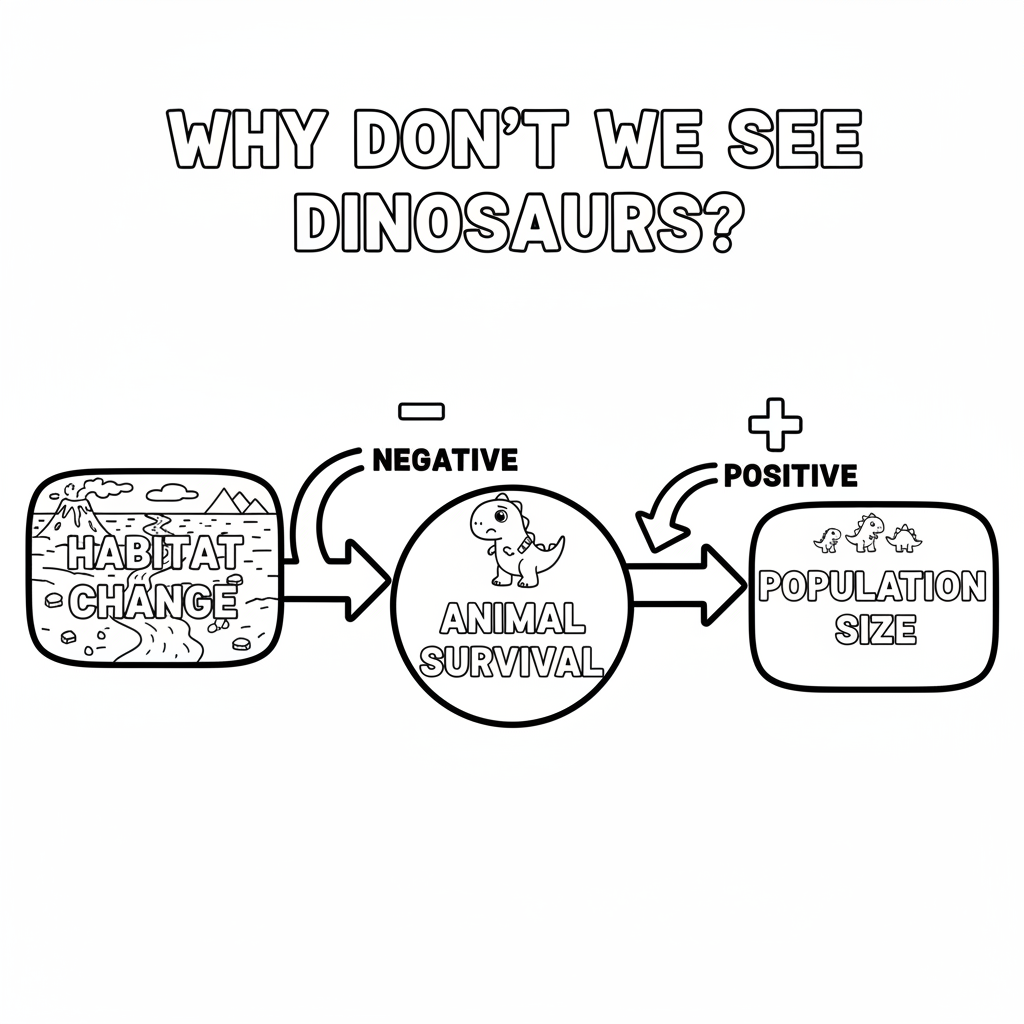 WHY DON'T WE SEE
DINOSAURS?
−
NEGATIVE
+
POSITIVE
HABITAT
CHANGE
ANIMAL
SURVIVAL
POPULATION
SIZE